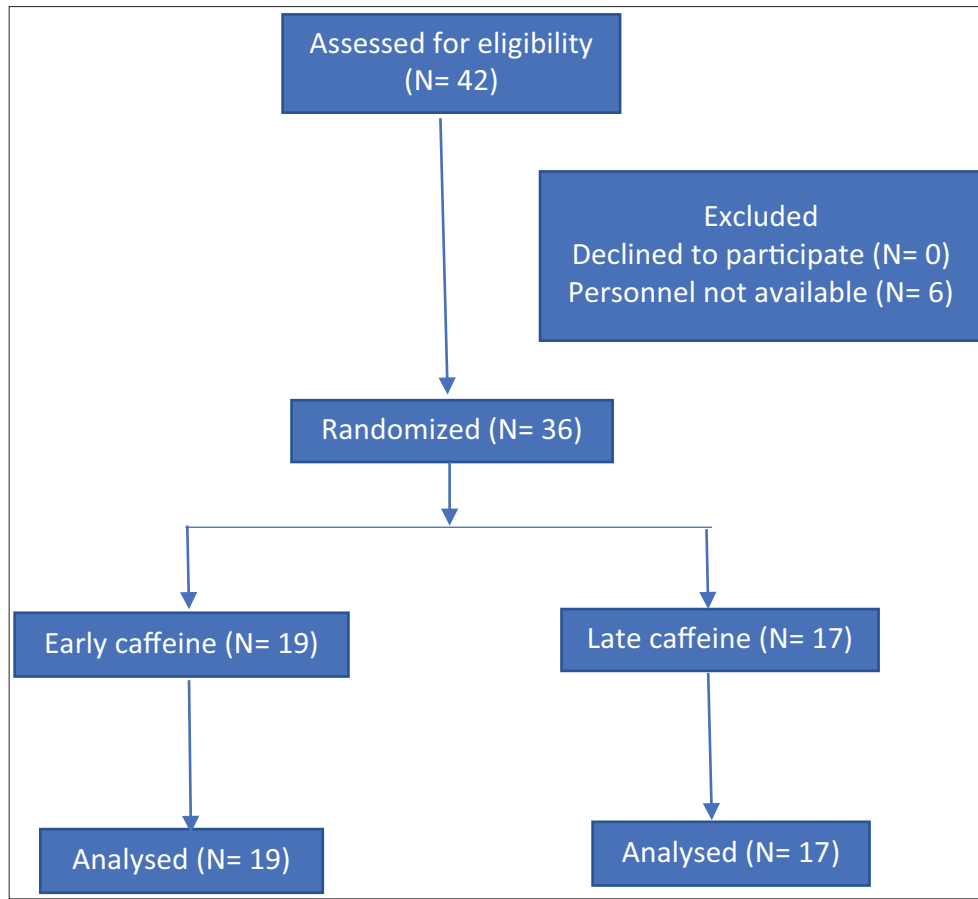 Assessed for eligibility
(N= 42)
Excluded
Declined to participate (N= 0)
Personnel not available (N= 6)
Randomized (N= 36)
Early caffeine (N= 19)
Late caffeine (N= 17)
Analysed (N= 19)
Analysed (N= 17)